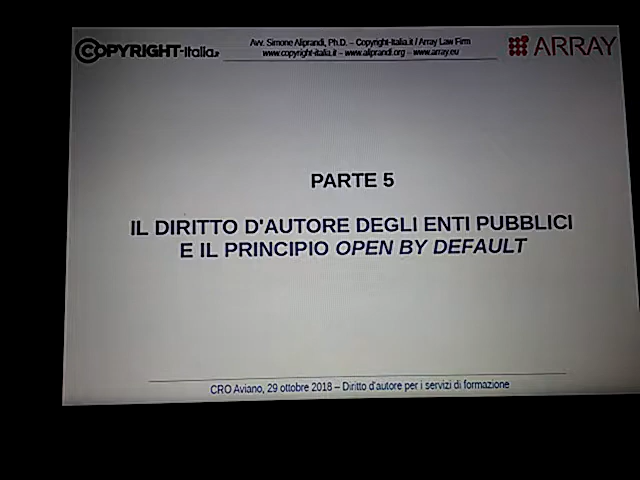 COPYRIGHT-Italia.it
Avv. Simone Aliprandi, Ph.D. – Copyright-Italia.it / Array Law Firm
www.copyright-italia.it – www.aliprandi.org – www.array.eu
ARRAY
PARTE 5
IL DIRITTO D'AUTORE DEGLI ENTI PUBBLICI
E IL PRINCIPIO OPEN BY DEFAULT
CRO Aviano, 29 ottobre 2018 – Diritto d'autore per i servizi di formazione